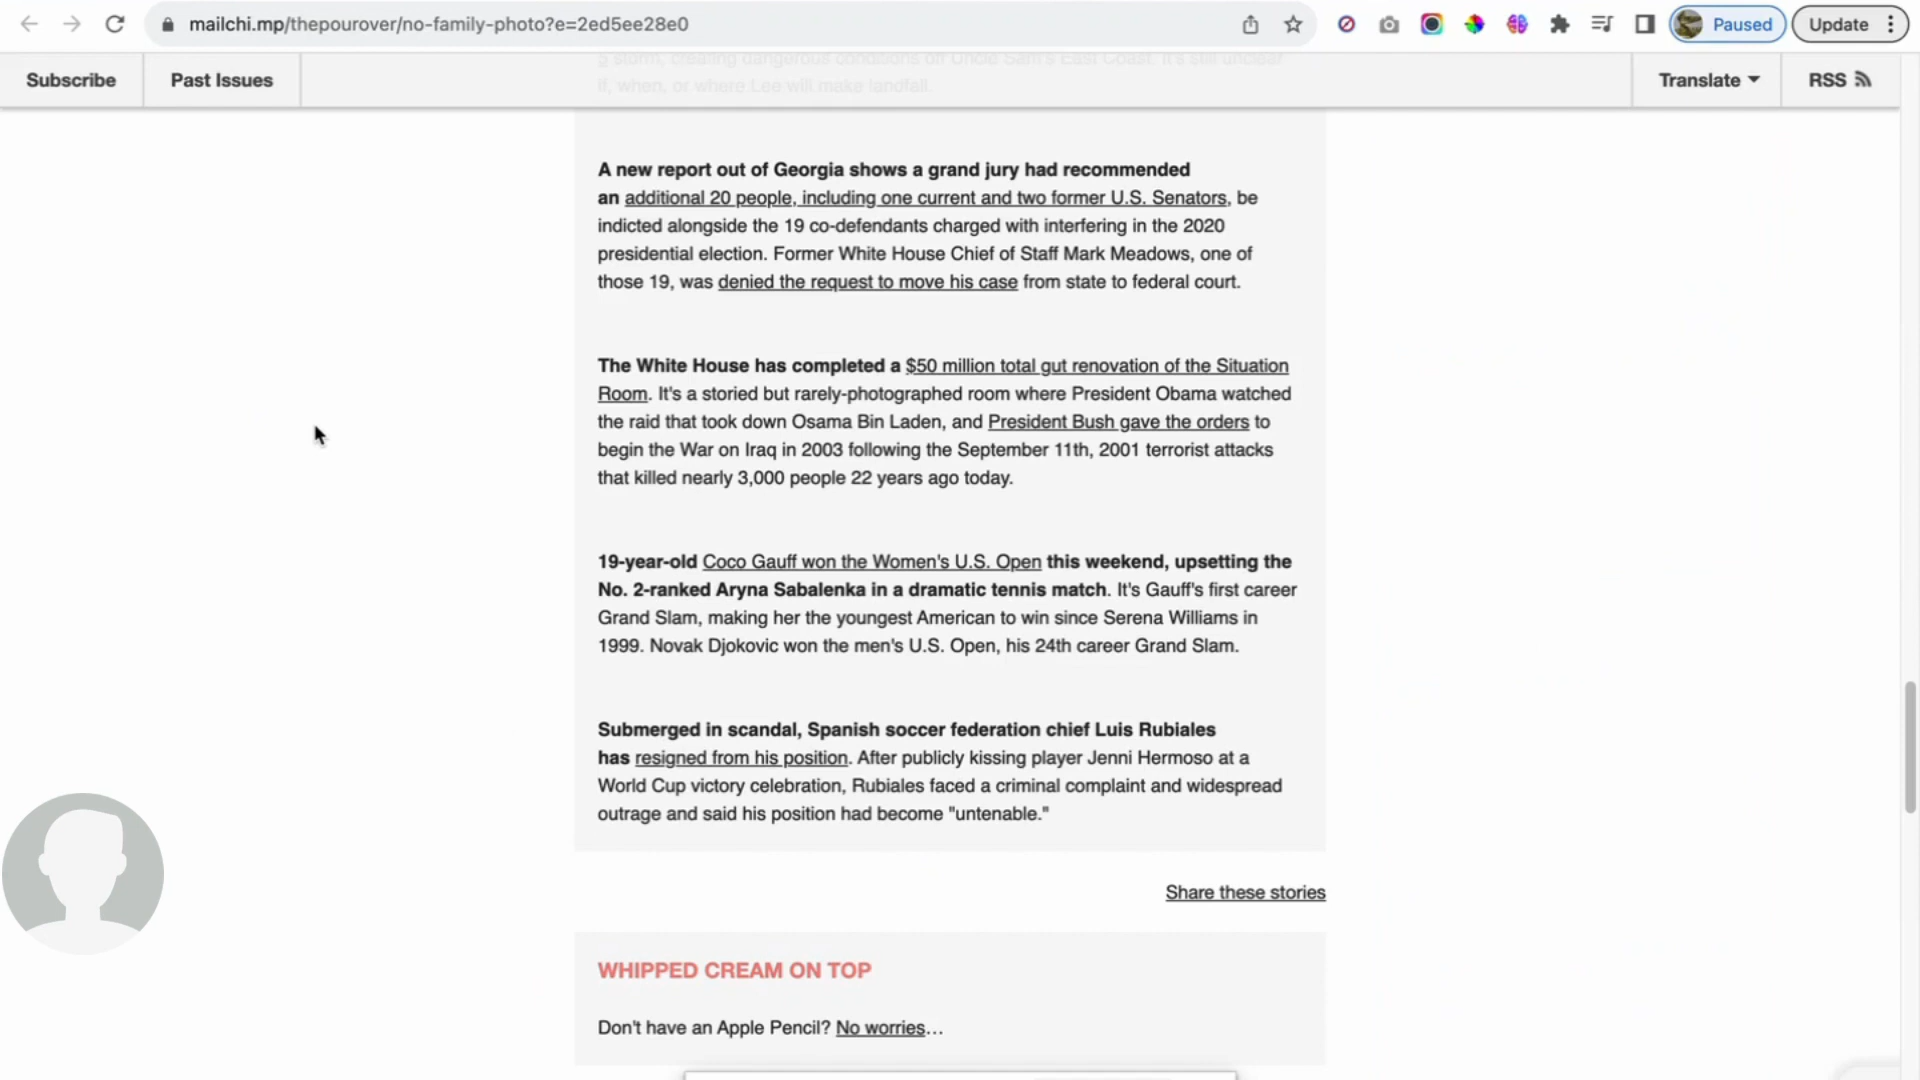 mailchi.mp/thepourover/no-family-photo?e=2ed5ee28e0
Paused
Update
Subscribe
Past Issues
Translate
RSS
5 storm, creating dangerous conditions off Uncle Sam's East Coast. It's still unclear
if, when, or where Lee will make landfall.
A new report out of Georgia shows a grand jury had recommended
an additional 20 people, including one current and two former U.S. Senators, be
indicted alongside the 19 co-defendants charged with interfering in the 2020
presidential election. Former White House Chief of Staff Mark Meadows, one of
those 19, was denied the request to move his case from state to federal court.
The White House has completed a $50 million total gut renovation of the Situation
Room. It's a storied but rarely-photographed room where President Obama watched
the raid that took down Osama Bin Laden, and President Bush gave the orders to
begin the War on Iraq in 2003 following the September 11th, 2001 terrorist attacks
that killed nearly 3,000 people 22 years ago today.
19-year-old Coco Gauff won the Women's U.S. Open this weekend, upsetting the
No. 2-ranked Aryna Sabalenka in a dramatic tennis match. It's Gauff's first career
Grand Slam, making her the youngest American to win since Serena Williams in
1999. Novak Djokovic won the men's U.S. Open, his 24th career Grand Slam.
Submerged in scandal, Spanish soccer federation chief Luis Rubiales
has resigned from his position. After publicly kissing player Jenni Hermoso at a
World Cup victory celebration, Rubiales faced a criminal complaint and widespread
outrage and said his position had become "untenable."
Share these stories
WHIPPED CREAM ON TOP
Don't have an Apple Pencil? No worries…